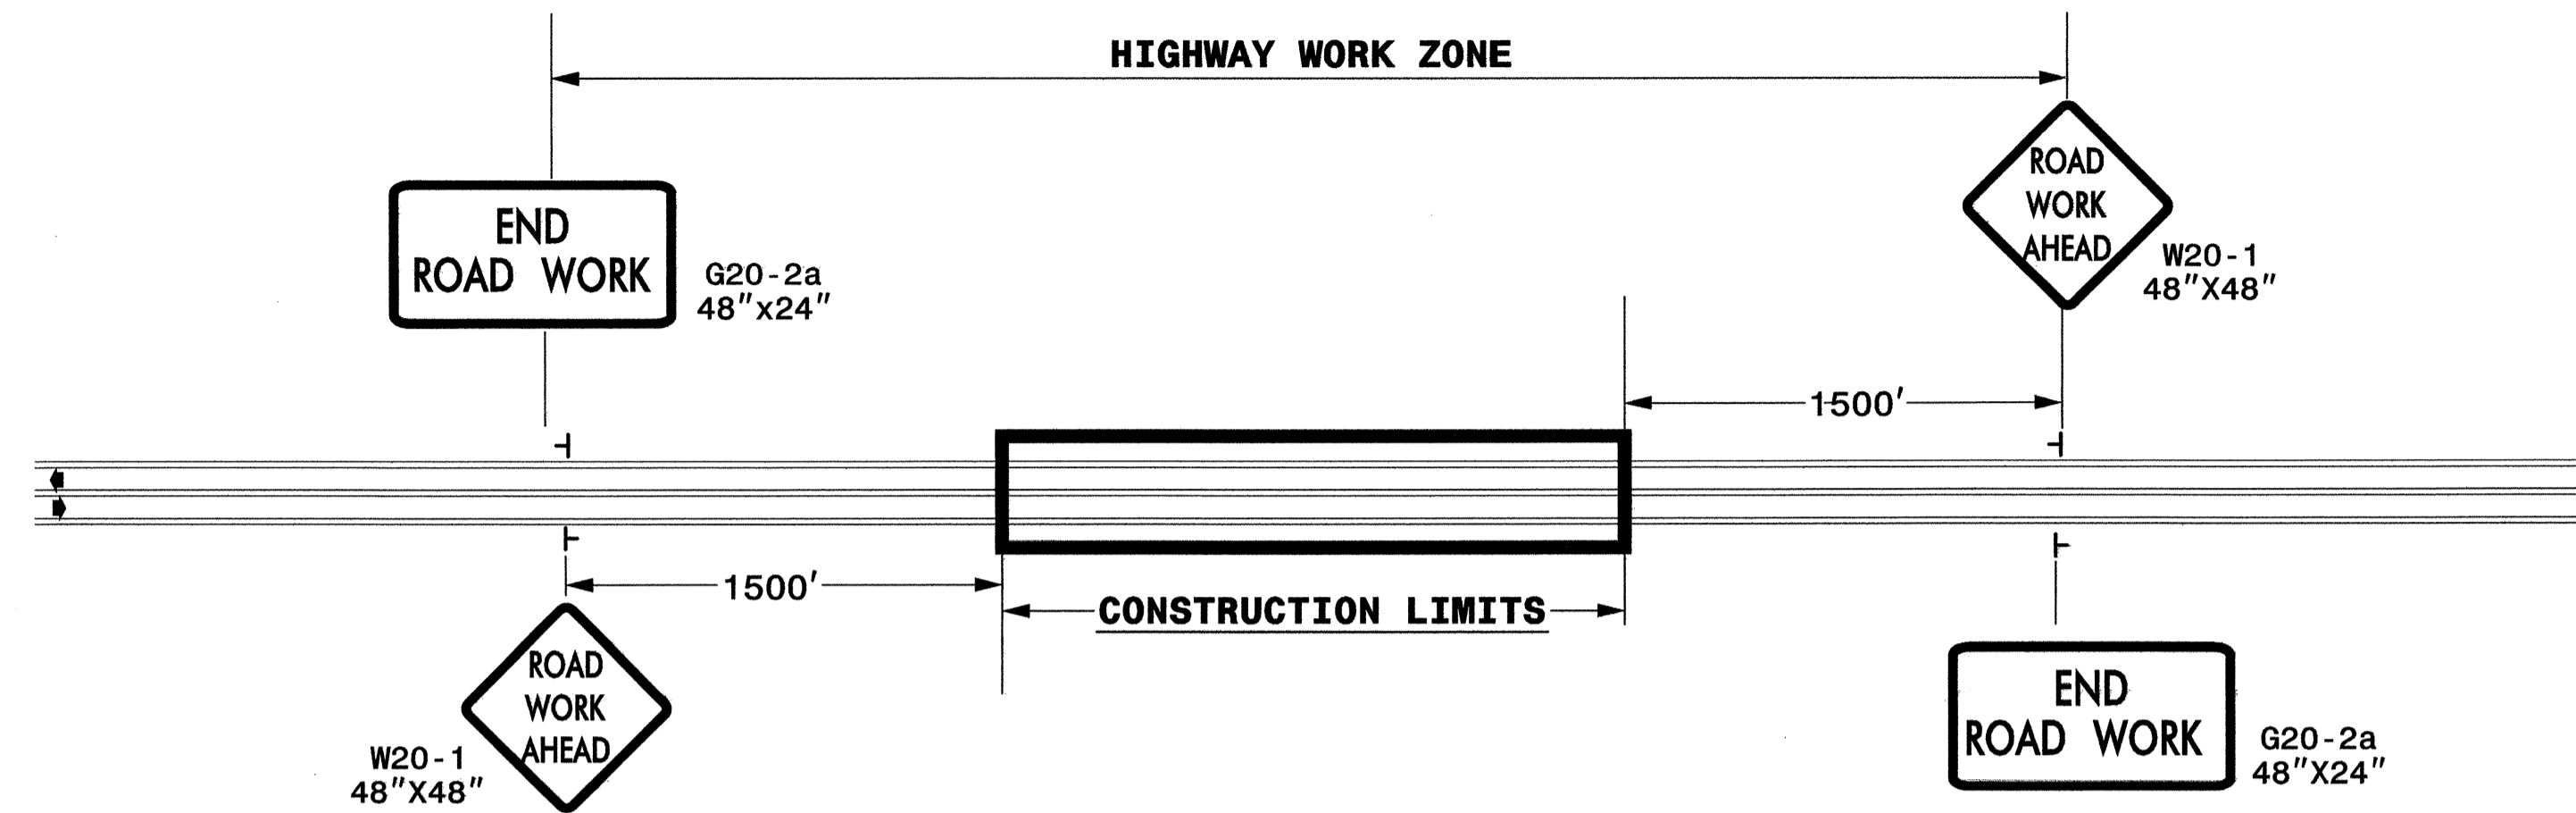 HIGHWAY WORK ZONE
END
ROAD WORK
G20-2a
48"x24"
ROAD
WORK
AHEAD
W20-1
48"X48"
1500'
1500'
CONSTRUCTION LIMITS
ROAD
WORK
AHEAD
W20-1
48"X48"
END
ROAD WORK
G20-2a
48"X24"